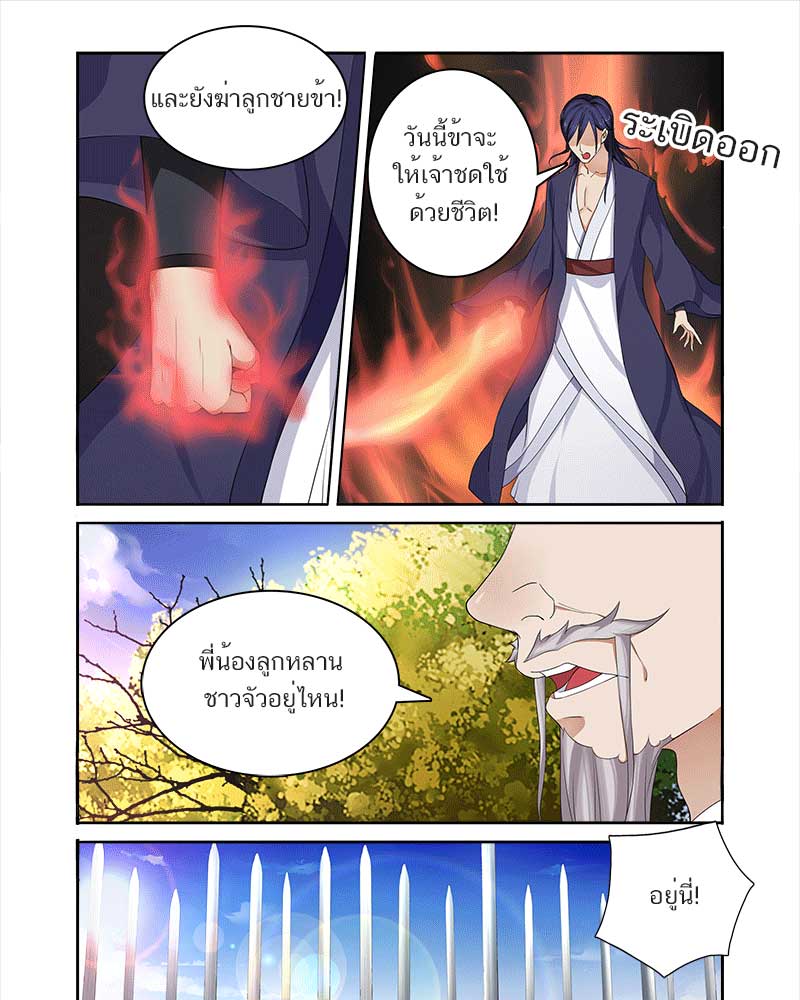 และยังฆ่าลูกชายข้า!
วันนี้ข้าจะ
ให้เจ้าชดใช้
ด้วยชีวิต!
ระเบิดออก
พี่น้องลูกหลาน
ชาวจัวอยู่ไหน!
อยู่นี่!